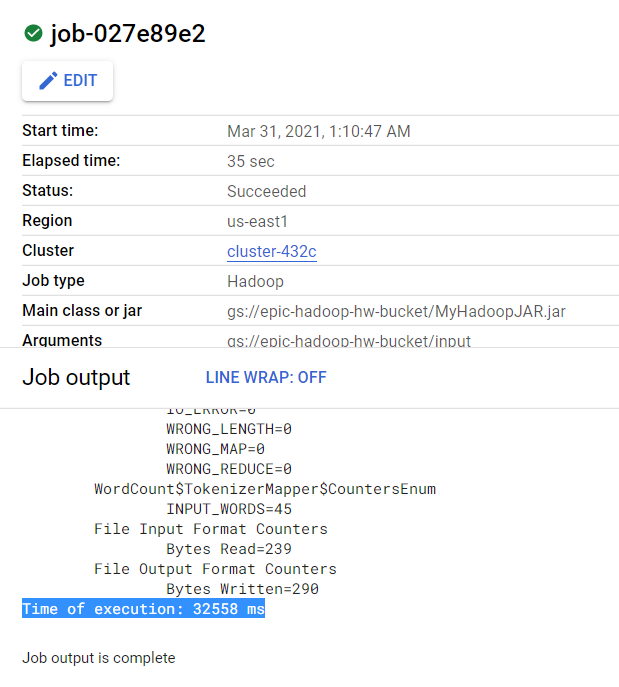 job-027e89e2
EDIT
Start time: Mar 31, 2021, 1:10:47 AM
Elapsed time: 35 sec
Status: Succeeded
Region us-east1
Cluster cluster-432c
Job type Hadoop
Main class or jar gs://epic-hadoop-hw-bucket/MyHadoopJAR.jar
Arguments gs://epic-hadoop-hw-bucket/input
Job output LINE WRAP: OFF
IO_ERROR=0
WRONG_LENGTH=0
WRONG_MAP=0
WRONG_REDUCE=0
WordCount$TokenizerMapper$CountersEnum
INPUT_WORDS=45
File Input Format Counters
Bytes Read=239
File Output Format Counters
Bytes Written=290
Time of execution: 32558 ms
Job output is complete